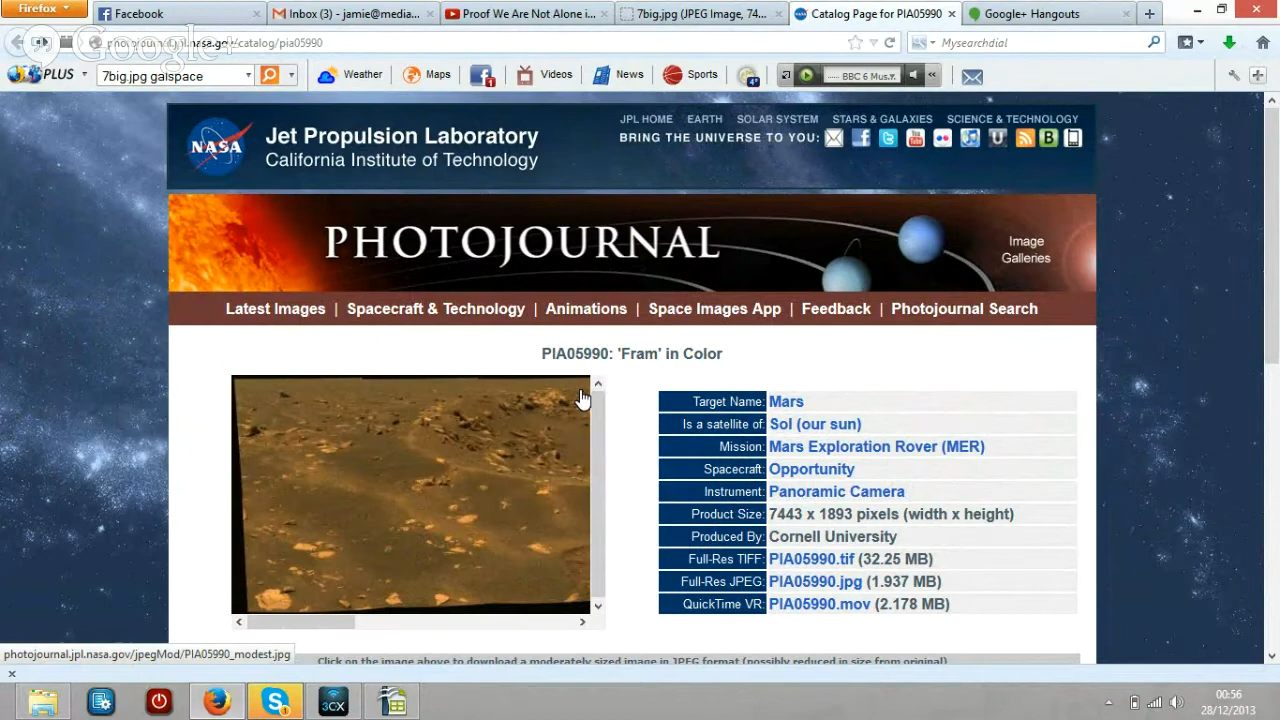 Firefox
Facebook
Inbox (3) - jamie@media...
Proof We Are Not Alone i...
7big.jpg (JPEG Image, 74...
Catalog Page for PIA05990
Google+ Hangouts
photojournal.jpl.nasa.gov/catalog/pia05990
Google+
Mysearchdial
PLUS
7big.jpg galspace
Weather
Maps
1
Videos
News
Sports
4°
..... BBC 6 Mus.
NASA
Jet Propulsion Laboratory
California Institute of Technology
JPL HOME EARTH SOLAR SYSTEM STARS & GALAXIES SCIENCE & TECHNOLOGY
BRING THE UNIVERSE TO YOU:
PHOTOJOURNAL
Image
Galleries
Latest Images | Spacecraft & Technology | Animations | Space Images App | Feedback | Photojournal Search
PIA05990: 'Fram' in Color
Target Name: Mars
Is a satellite of: Sol (our sun)
Mission: Mars Exploration Rover (MER)
Spacecraft: Opportunity
Instrument: Panoramic Camera
Product Size: 7443 x 1893 pixels (width x height)
Produced By: Cornell University
Full-Res TIFF: PIA05990.tif (32.25 MB)
Full-Res JPEG: PIA05990.jpg (1.937 MB)
QuickTime VR: PIA05990.mov (2.178 MB)
photojournal.jpl.nasa.gov/jpegMod/PIA05990_modest.jpg
Click on the image above to download a moderately sized image in JPEG format (possibly reduced in size from original)
3CX
00:56
28/12/2013